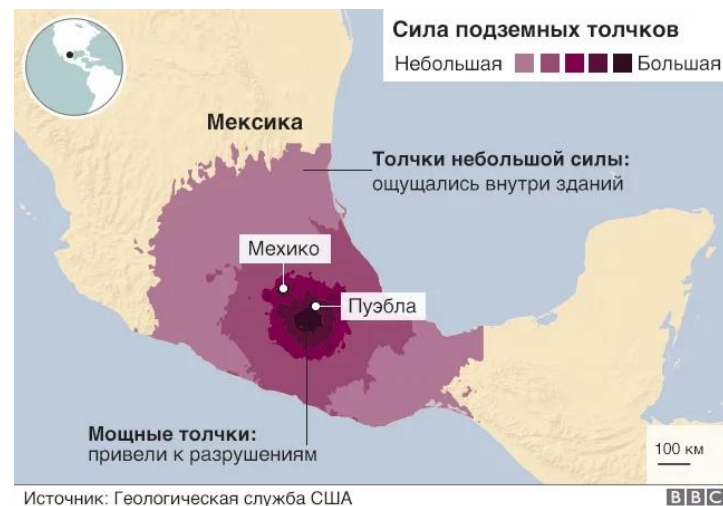 Сила подземных толчков
Небольшая Большая
Мексика
Толчки небольшой силы:
ощущались внутри зданий
Мехико
Пуэбла
Мощные толчки:
привели к разрушениям
100 км
Источник: Геологическая служба США
BBC